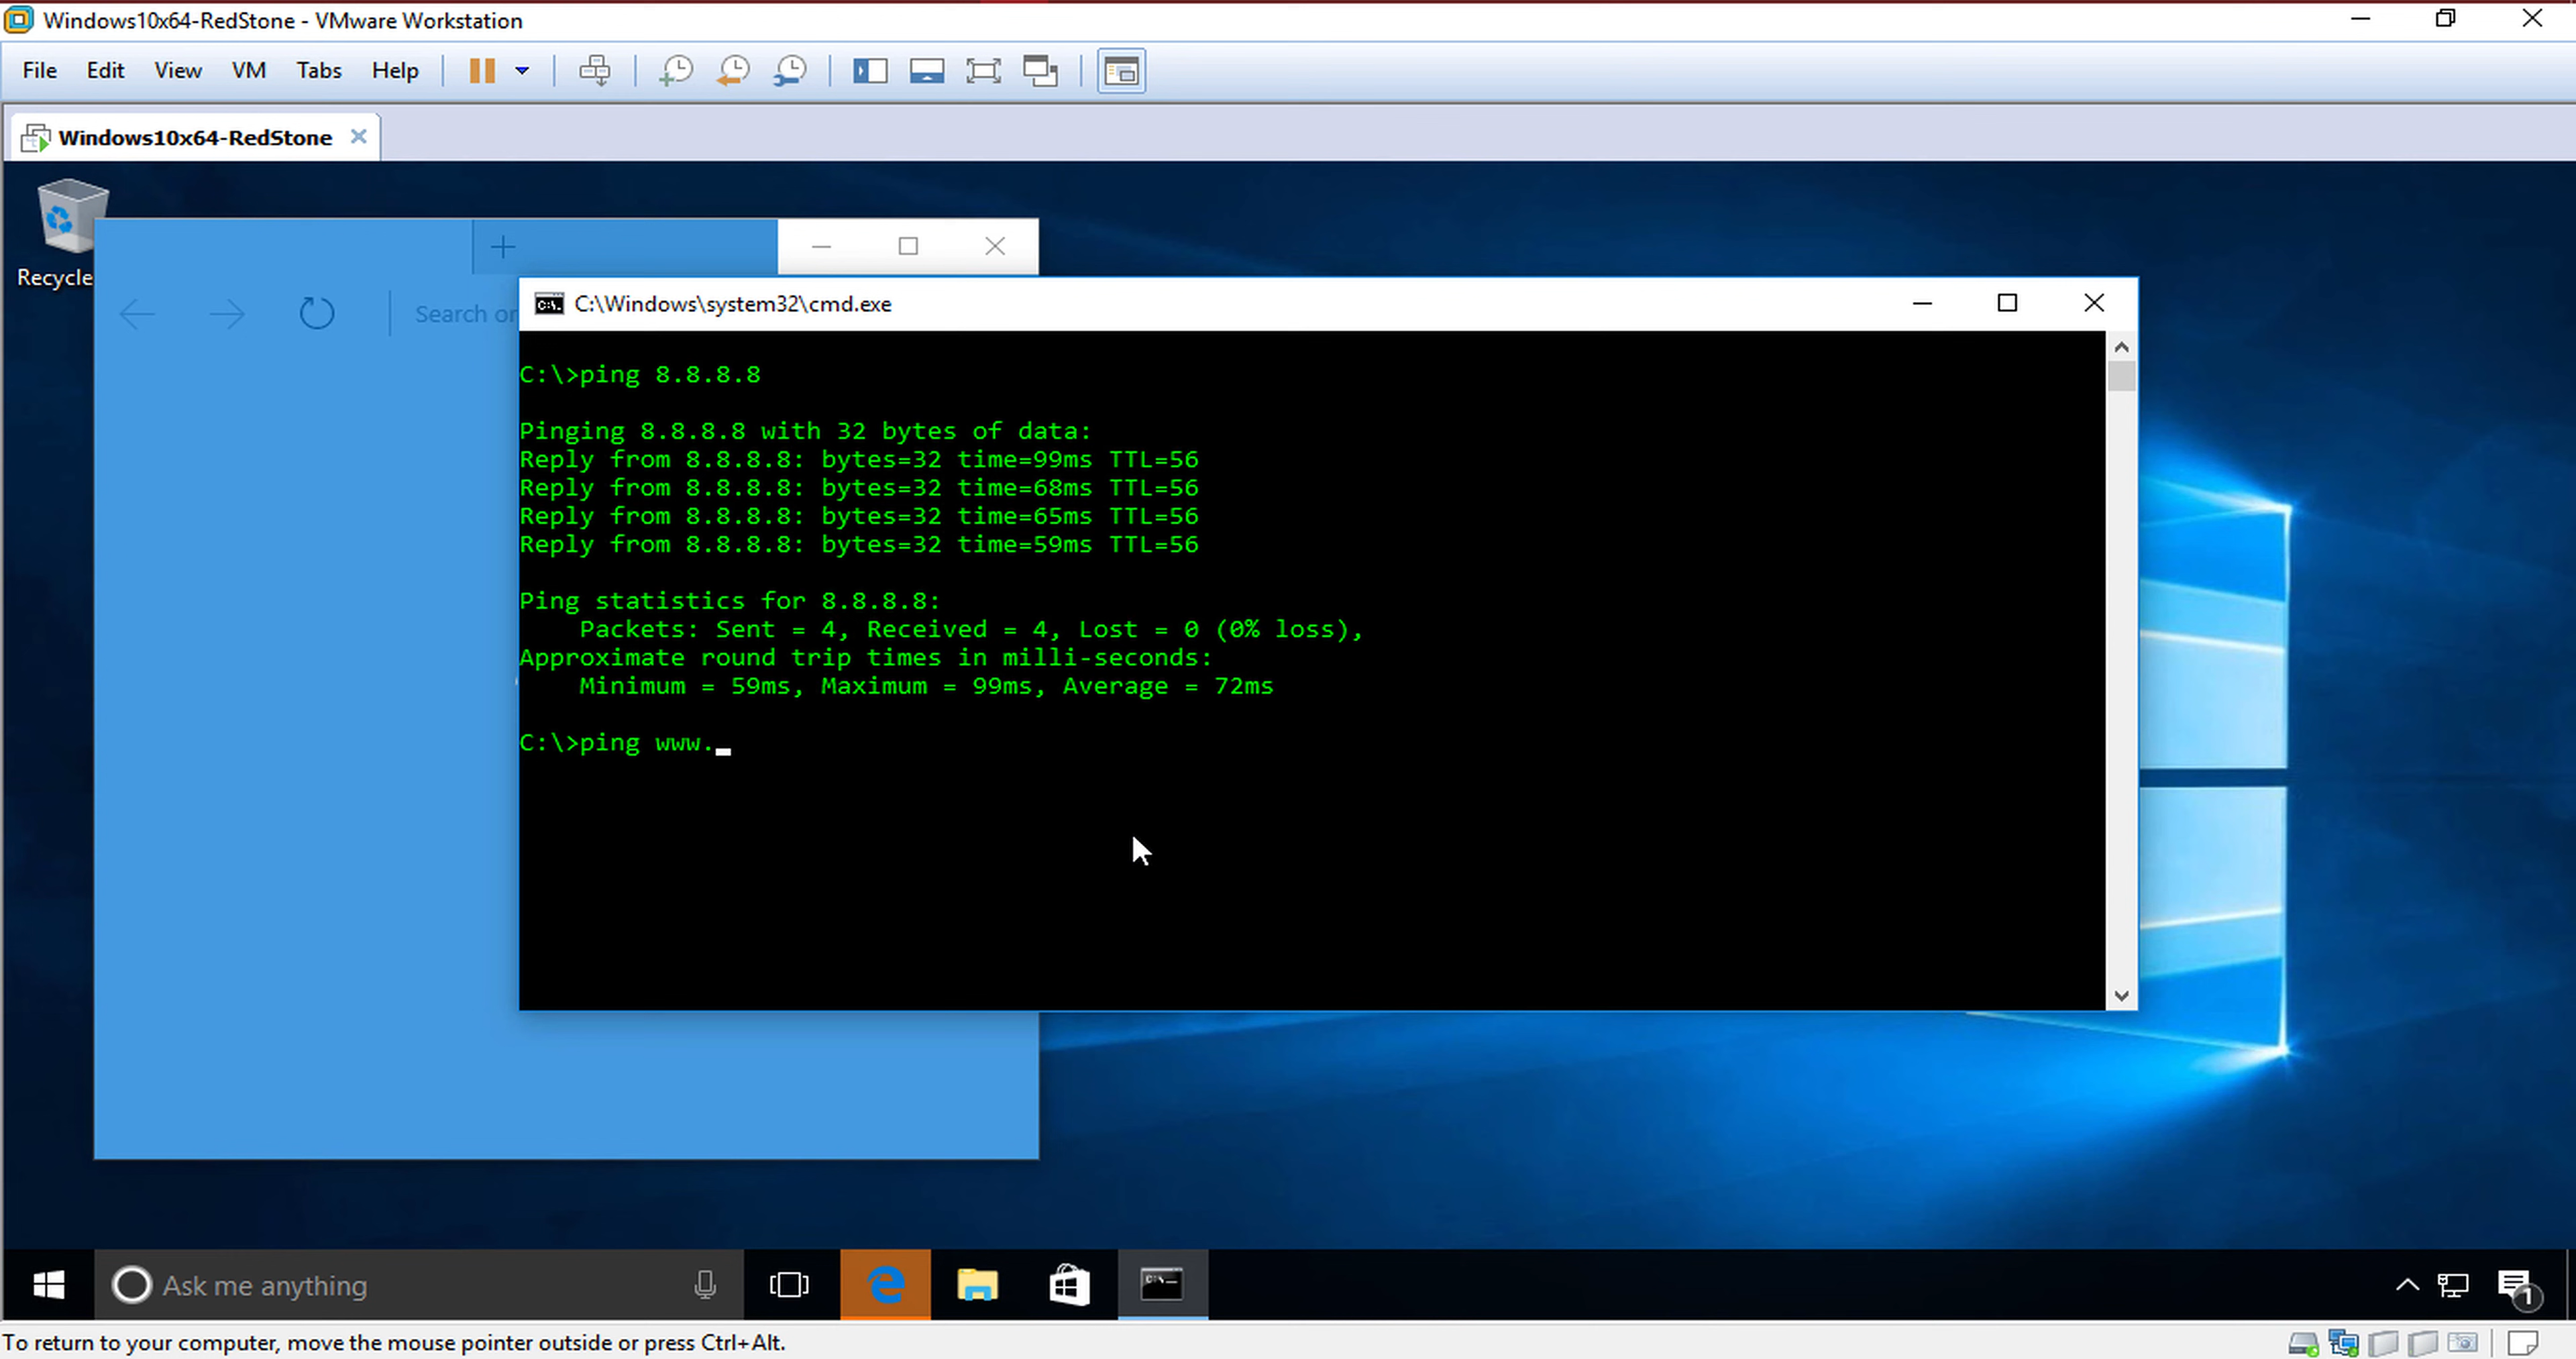 Windows10x64-RedStone - VMware Workstation
File Edit View VM Tabs Help
Windows10x64-RedStone
Recycle
Search or
C:\Windows\system32\cmd.exe
C:\>ping 8.8.8.8
Pinging 8.8.8.8 with 32 bytes of data:
Reply from 8.8.8.8: bytes=32 time=99ms TTL=56
Reply from 8.8.8.8: bytes=32 time=68ms TTL=56
Reply from 8.8.8.8: bytes=32 time=65ms TTL=56
Reply from 8.8.8.8: bytes=32 time=59ms TTL=56
Ping statistics for 8.8.8.8:
    Packets: Sent = 4, Received = 4, Lost = 0 (0% loss),
Approximate round trip times in milli-seconds:
    Minimum = 59ms, Maximum = 99ms, Average = 72ms
C:\>ping www.
Ask me anything
1
To return to your computer, move the mouse pointer outside or press Ctrl+Alt.